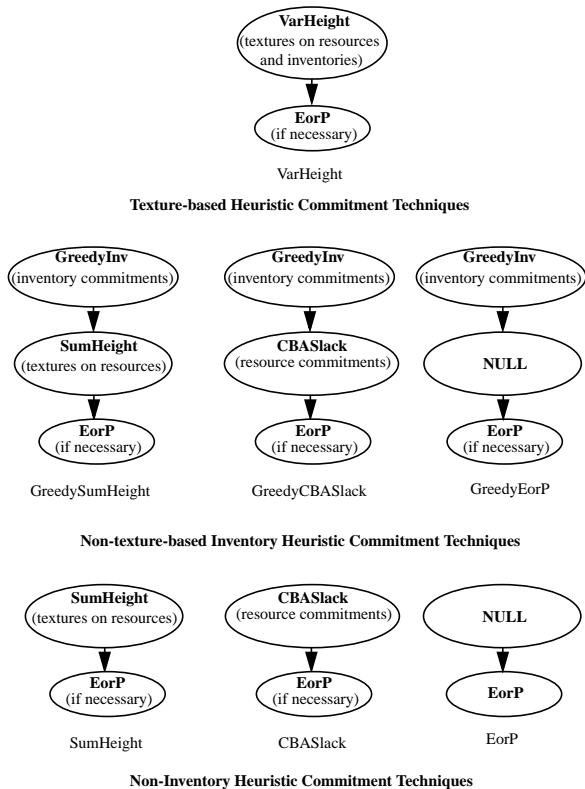 VarHeight
(textures on resources
and inventories)
EorP
(if necessary)
VarHeight
Texture-based Heuristic Commitment Techniques
GreedyInv
(inventory commitments)
SumHeight
(textures on resources)
EorP
(if necessary)
GreedySumHeight
GreedyInv
(inventory commitments)
CBASlack
(resource commitments)
EorP
(if necessary)
GreedyCBASlack
GreedyInv
(inventory commitments)
NULL
EorP
(if necessary)
GreedyEorP
Non-texture-based Inventory Heuristic Commitment Techniques
SumHeight
(textures on resources)
EorP
(if necessary)
SumHeight
CBASlack
(resource commitments)
EorP
(if necessary)
CBASlack
NULL
EorP
EorP
Non-Inventory Heuristic Commitment Techniques